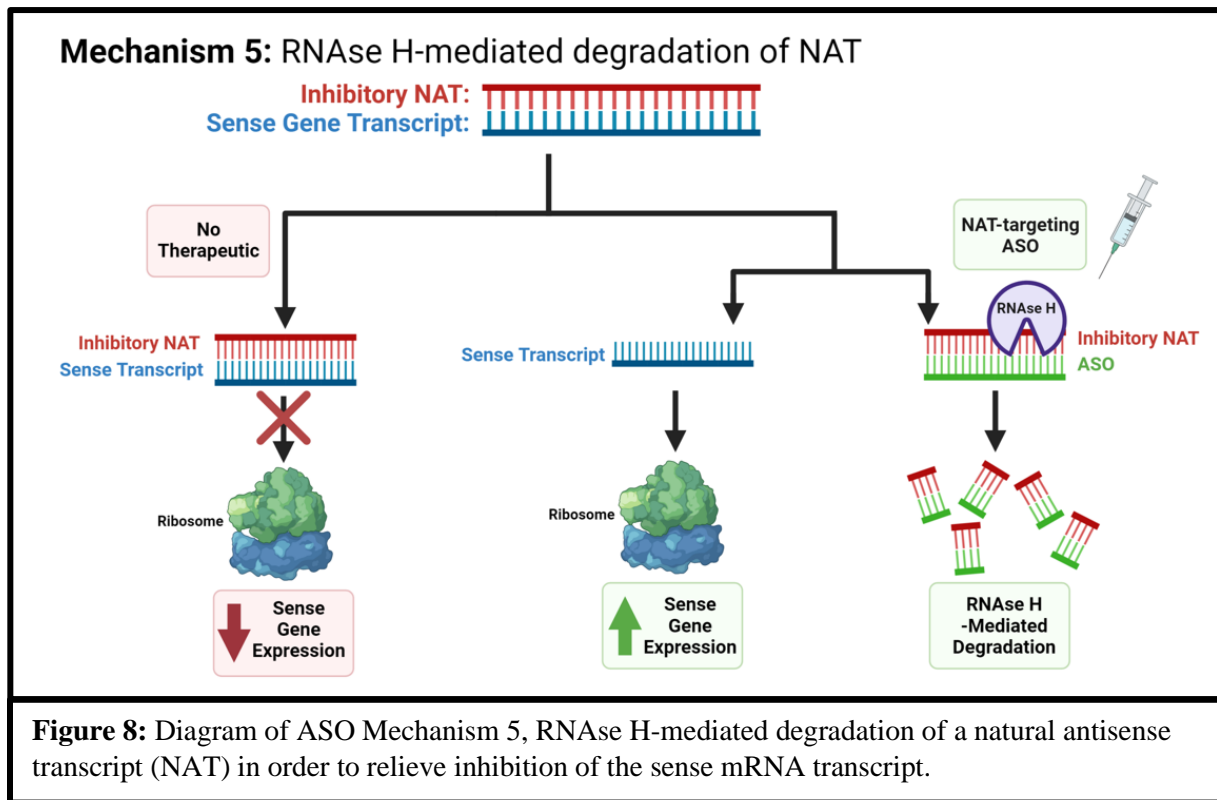 Mechanism 5: RNAse H-mediated degradation of NAT
Inhibitory NAT:
Sense Gene Transcript:
No
Therapeutic
NAT-targeting
ASO
RNAse H
Inhibitory NAT
Sense Transcript
Sense Transcript
Inhibitory NAT
ASO
Ribosome
Ribosome
Sense
Gene
Expression
Sense
Gene
Expression
RNAse H
-Mediated
Degradation
Figure 8: Diagram of ASO Mechanism 5, RNAse H-mediated degradation of a natural antisense
transcript (NAT) in order to relieve inhibition of the sense mRNA transcript.